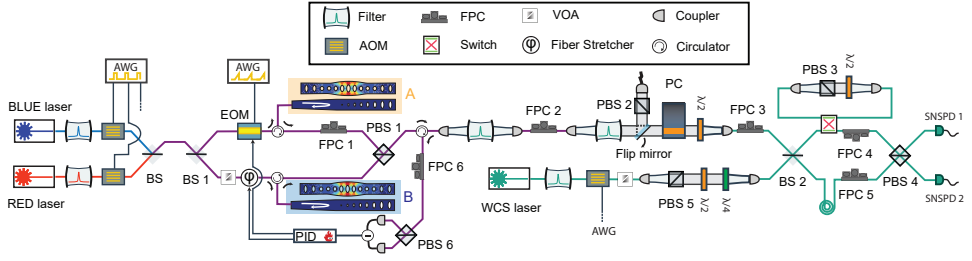 Filter
FPC
VOA
Coupler
AOM
Switch
φ
Fiber Stretcher
Circulator
AWG
AWG
BLUE laser
EOM
A
FPC 1
PBS 1
FPC 2
PBS 2
PC
λ/2
FPC 3
PBS 3
λ/2
SNSPD 1
BS
BS 1
Flip mirror
FPC 4
FPC 6
RED laser
φ
B
WCS laser
PBS 5
λ/2
λ/4
BS 2
FPC 5
PBS 4
SNSPD 2
AWG
PID
PBS 6